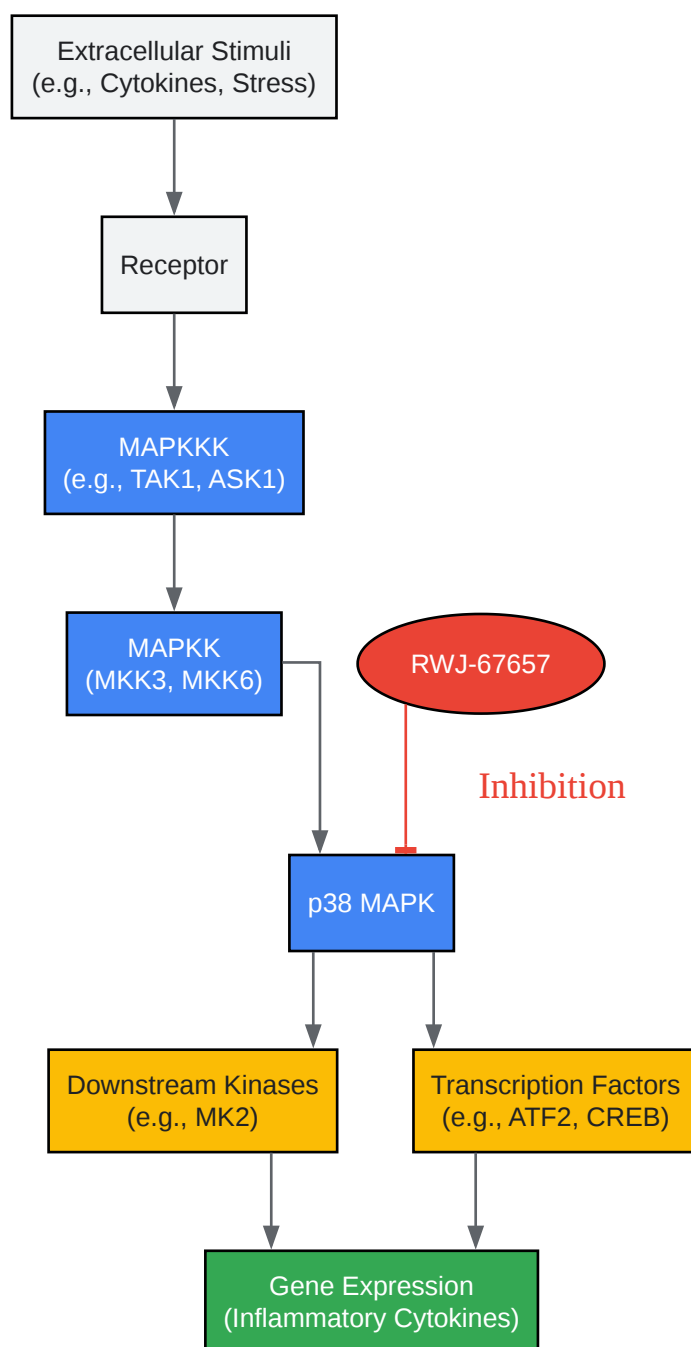 Extracellular Stimuli
(e.g., Cytokines, Stress)
Receptor
MAPKKK
(e.g., TAK1, ASK1)
MAPKK
(MKK3, MKK6)
RWJ-67657
Inhibition
p38 MAPK
Downstream Kinases
(e.g., MK2)
Transcription Factors
(e.g., ATF2, CREB)
Gene Expression
(Inflammatory Cytokines)